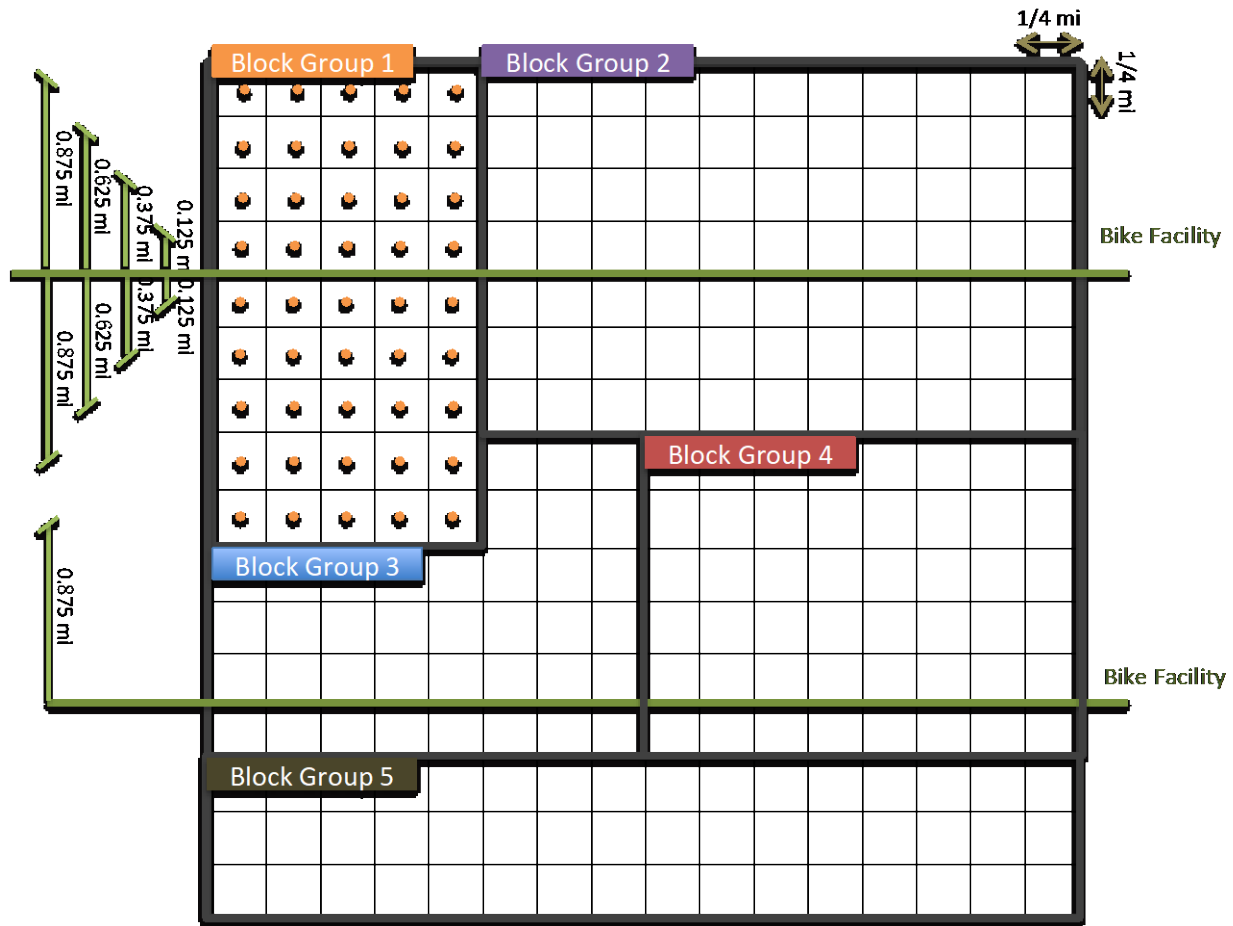 1/4 mi
Block Group 1
Block Group 2
1/4 mi
0.875 mi
0.625 mi
0.375 mi
0.125 mi
Bike Facility
0.875 mi
0.625 mi
0.375 mi
0.125 mi
Block Group 4
Block Group 3
0.875 mi
Bike Facility
Block Group 5